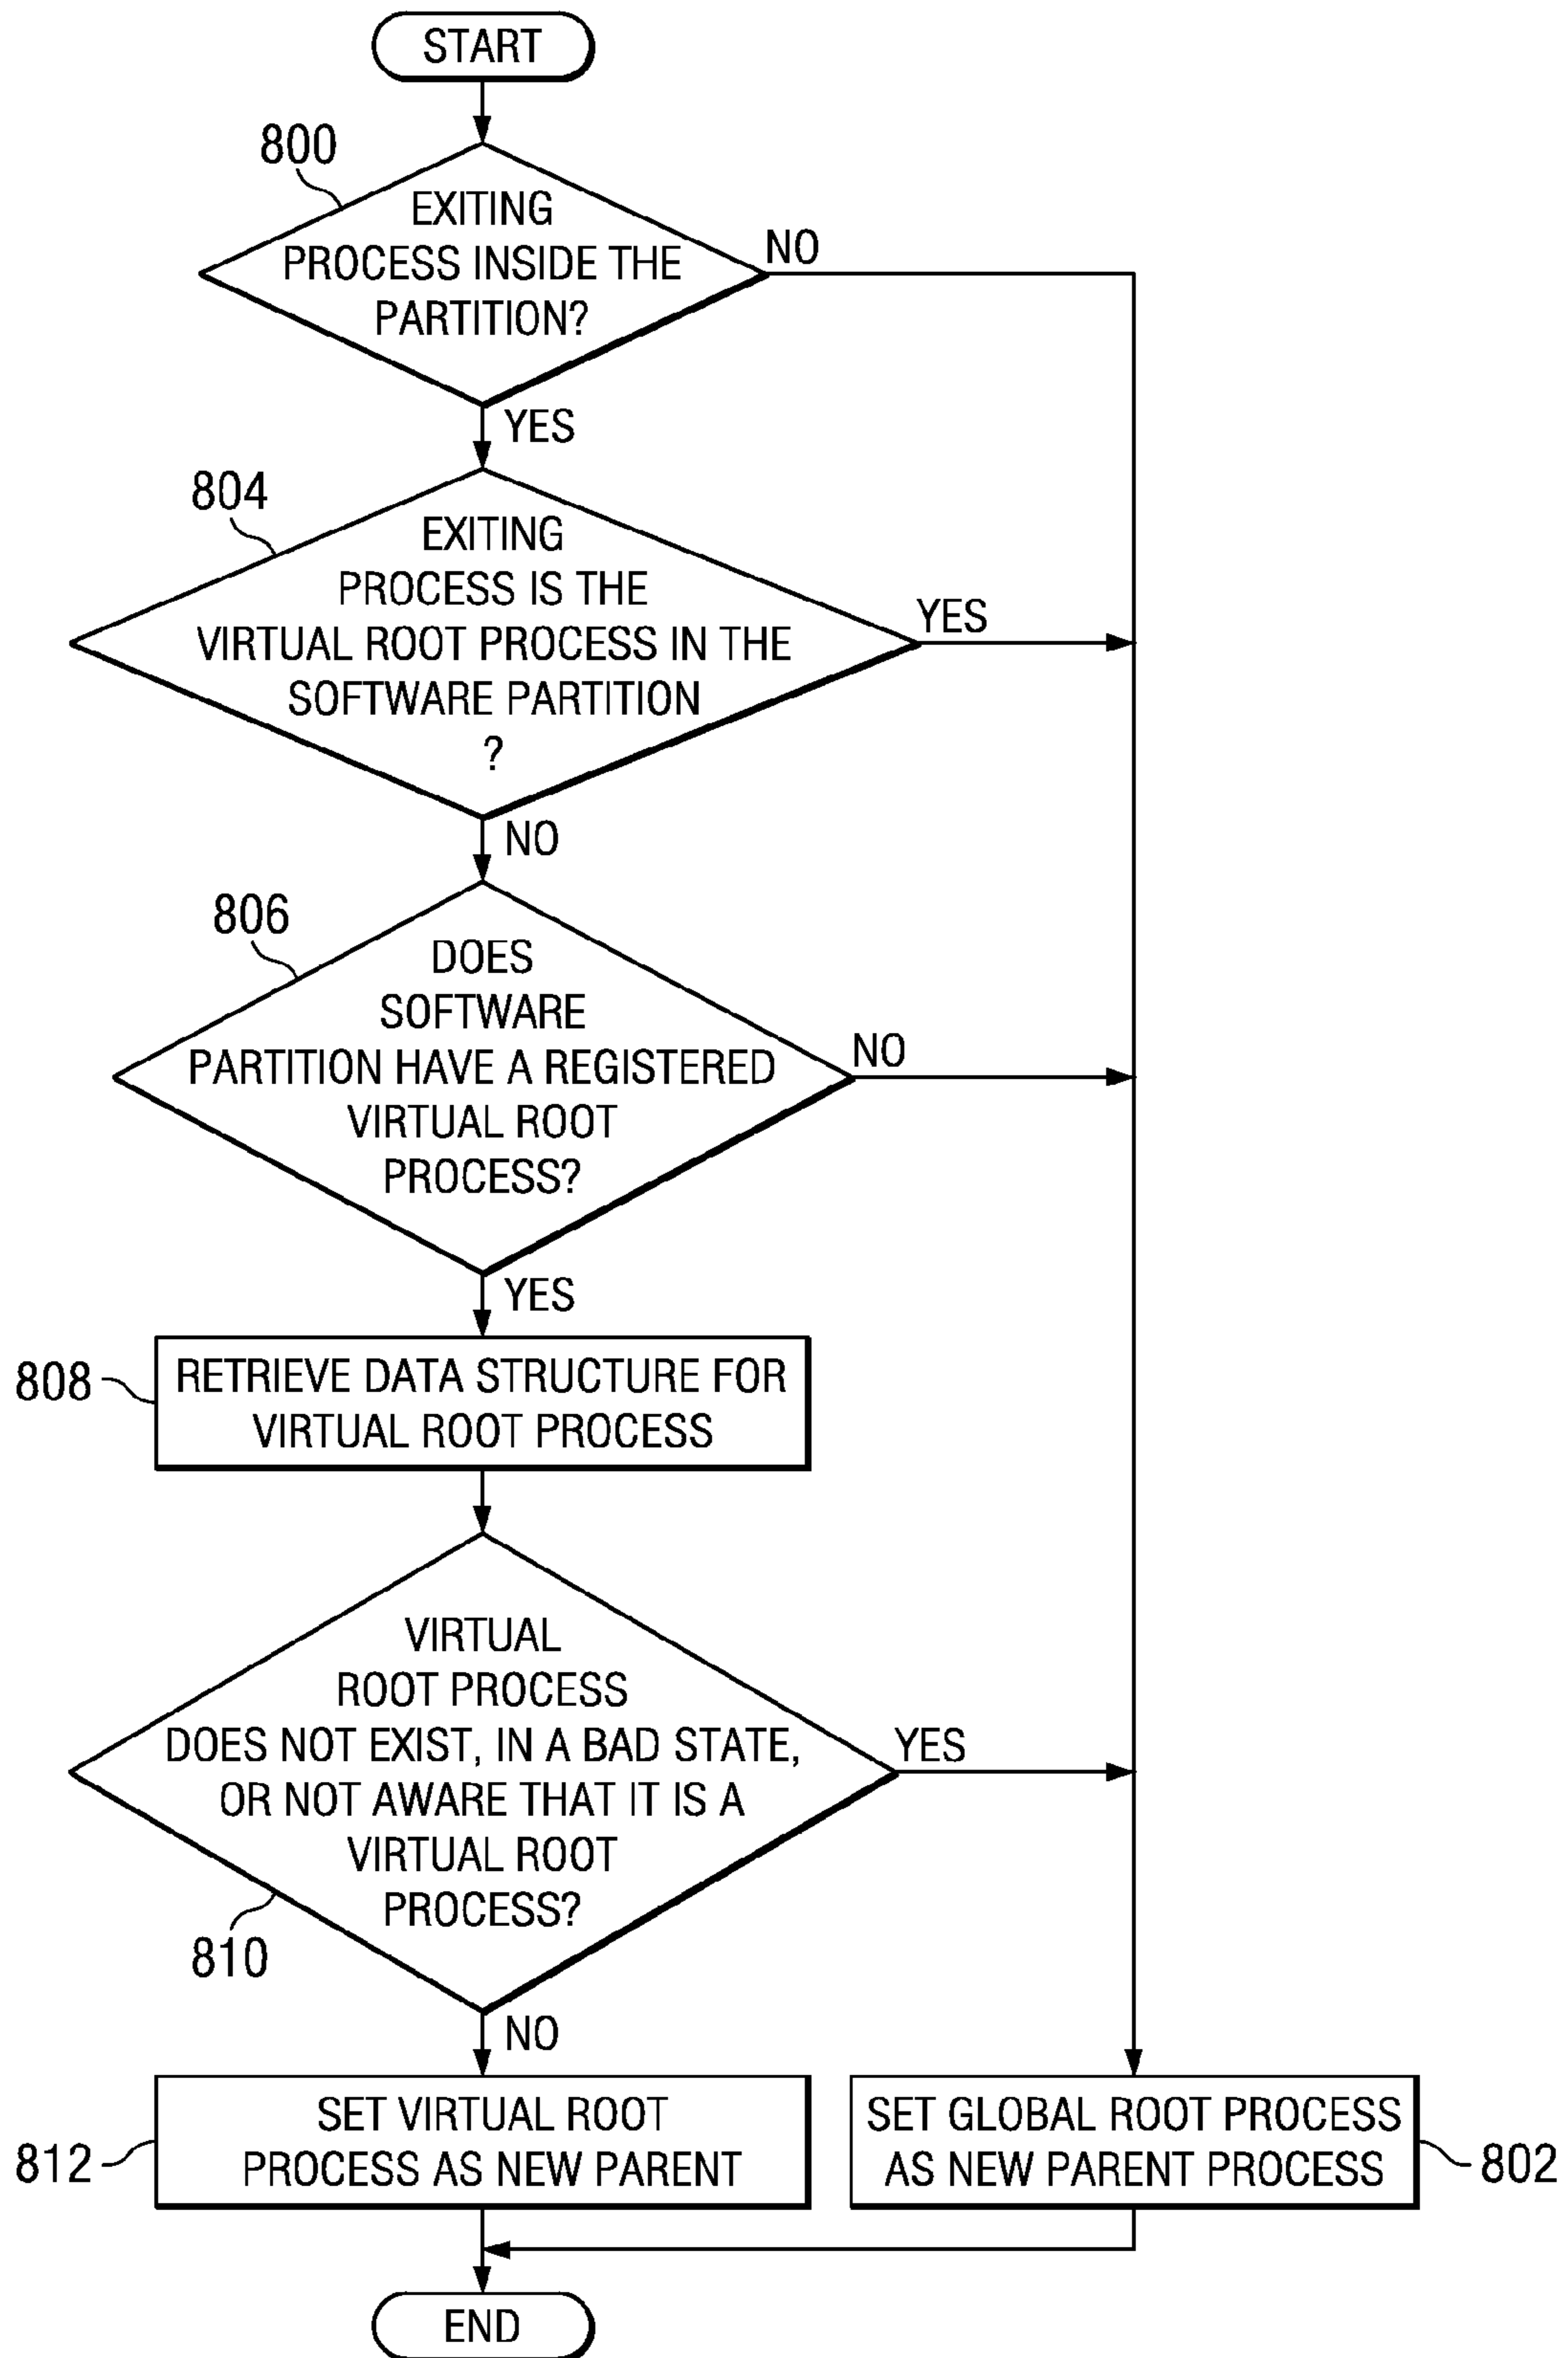 START
800
EXITING
PROCESS INSIDE THE
PARTITION?
NO
YES
804
EXITING
PROCESS IS THE
VIRTUAL ROOT PROCESS IN THE
SOFTWARE PARTITION
?
YES
NO
806
DOES
SOFTWARE
PARTITION HAVE A REGISTERED
VIRTUAL ROOT
PROCESS?
NO
YES
808
RETRIEVE DATA STRUCTURE FOR
VIRTUAL ROOT PROCESS
VIRTUAL
ROOT PROCESS
DOES NOT EXIST, IN A BAD STATE,
OR NOT AWARE THAT IT IS A
VIRTUAL ROOT
PROCESS?
YES
810
NO
812
SET VIRTUAL ROOT
PROCESS AS NEW PARENT
SET GLOBAL ROOT PROCESS
AS NEW PARENT PROCESS
802
END